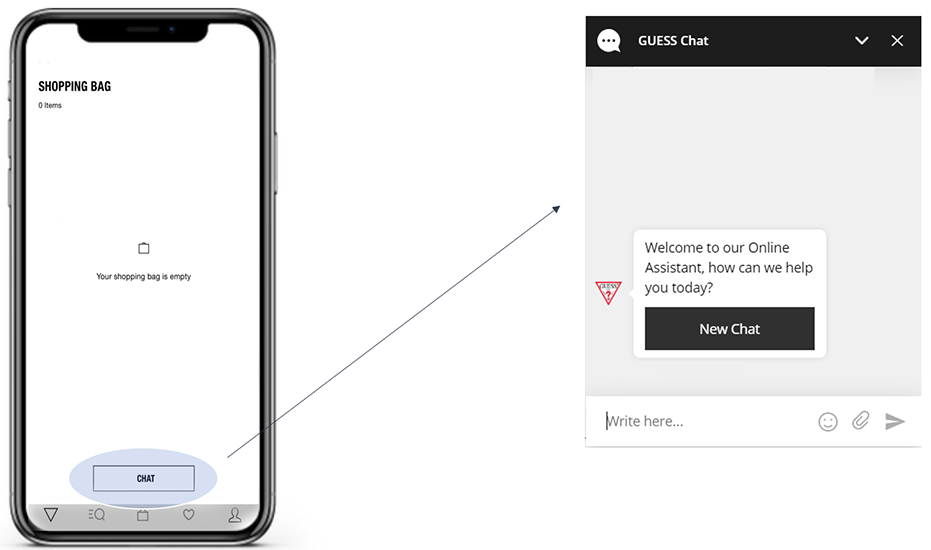 SHOPPING BAG
0 Items
Your shopping bag is empty
CHAT
GUESS Chat
Welcome to our Online
Assistant, how can we help
you today?
GUESS
?
New Chat
Write here...